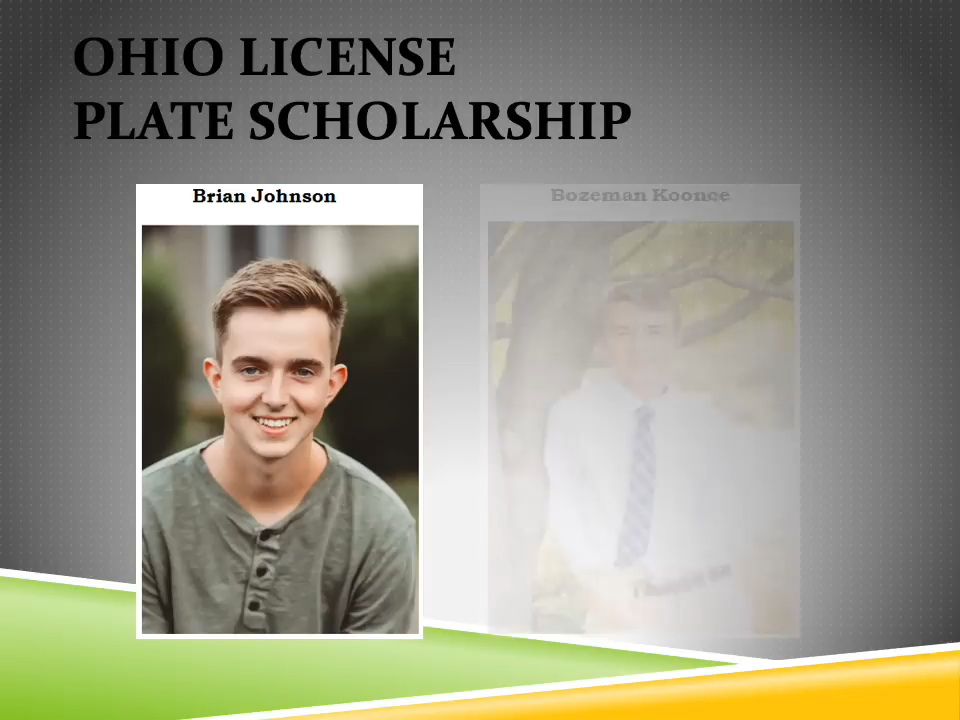 OHIO LICENSE
PLATE SCHOLARSHIP
Brian Johnson
Bozeman Koonce